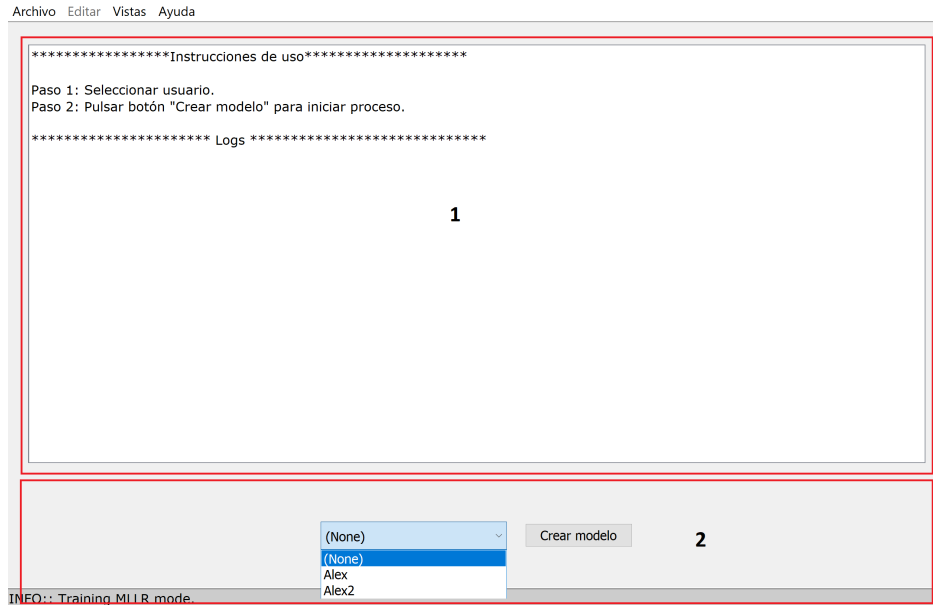 Archivo Editar Vistas Ayuda
*****************Instrucciones de uso********************
Paso 1: Seleccionar usuario.
Paso 2: Pulsar botón "Crear modelo" para iniciar proceso.
********************** Logs *****************************
1
(None)
Crear modelo
2
(None)
Alex
Alex2
INFO:: Training MLLR mode.